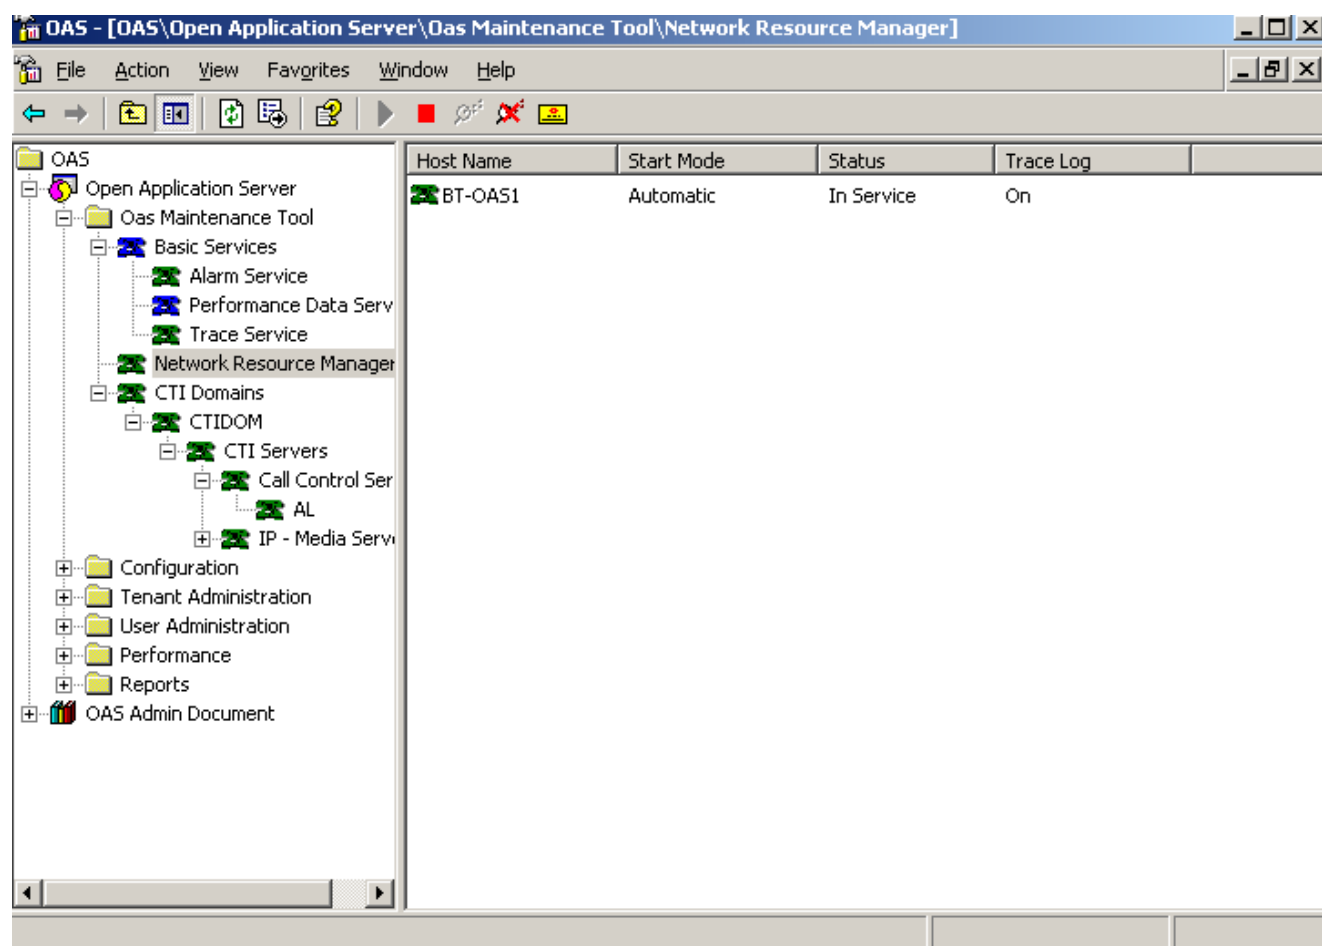 OAS - [OAS\Open Application Server\Oas Maintenance Tool\Network Resource Manager]
File Action View Favorites Window Help
Host Name Start Mode Status Trace Log
BT-OAS1 Automatic In Service On
OAS
Open Application Server
Oas Maintenance Tool
Basic Services
Alarm Service
Performance Data Serv
Trace Service
Network Resource Manager
CTI Domains
CTIDOM
CTI Servers
Call Control Ser
AL
IP - Media Serv
Configuration
Tenant Administration
User Administration
Performance
Reports
OAS Admin Document